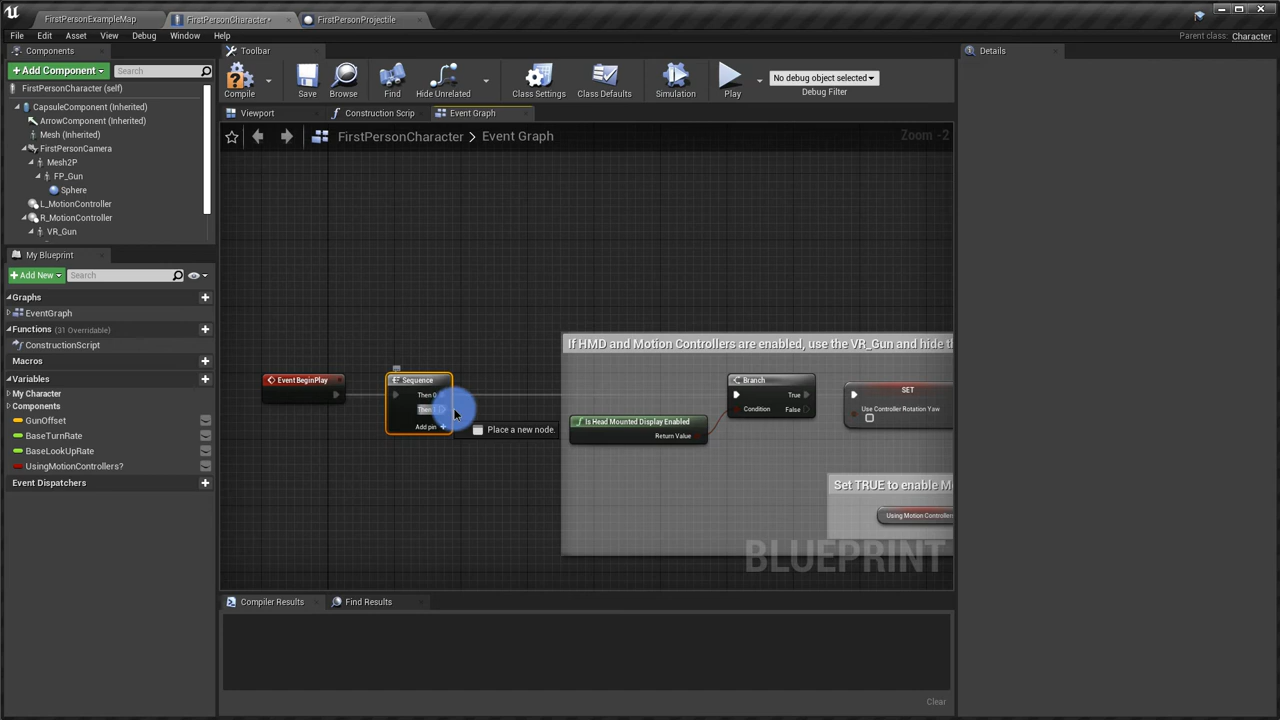 FirstPersonExampleMap
FirstPersonCharacter*
FirstPersonProjectile
File Edit Asset View Debug Window Help
Parent class: Character
Components
+ Add Component
Search
FirstPersonCharacter (self)
CapsuleComponent (Inherited)
ArrowComponent (Inherited)
Mesh (Inherited)
FirstPersonCamera
Mesh2P
FP_Gun
Sphere
L_MotionController
R_MotionController
VR_Gun
My Blueprint
+ Add New
Search
Graphs
EventGraph
Functions (31 Overridable)
ConstructionScript
Macros
Variables
My Character
Components
GunOffset
BaseTurnRate
BaseLookUpRate
UsingMotionControllers?
Event Dispatchers
Toolbar
Compile
Save
Browse
Find
Hide Unrelated
Class Settings
Class Defaults
Simulation
Play
No debug object selected
Debug Filter
Viewport
Construction Scrip
Event Graph
FirstPersonCharacter > Event Graph
Zoom -2
Event BeginPlay
Sequence
Then 0
Then
Add pin +
Place a new node.
If HMD and Motion Controllers are enabled, use the VR_Gun and hide th
Is Head Mounted Display Enabled
Return Value
Branch
True
Condition
False
SET
Use Controller Rotation Yaw
Set TRUE to enable M
Using Motion Controller
BLUEPRINT
Compiler Results
Find Results
Clear
Details